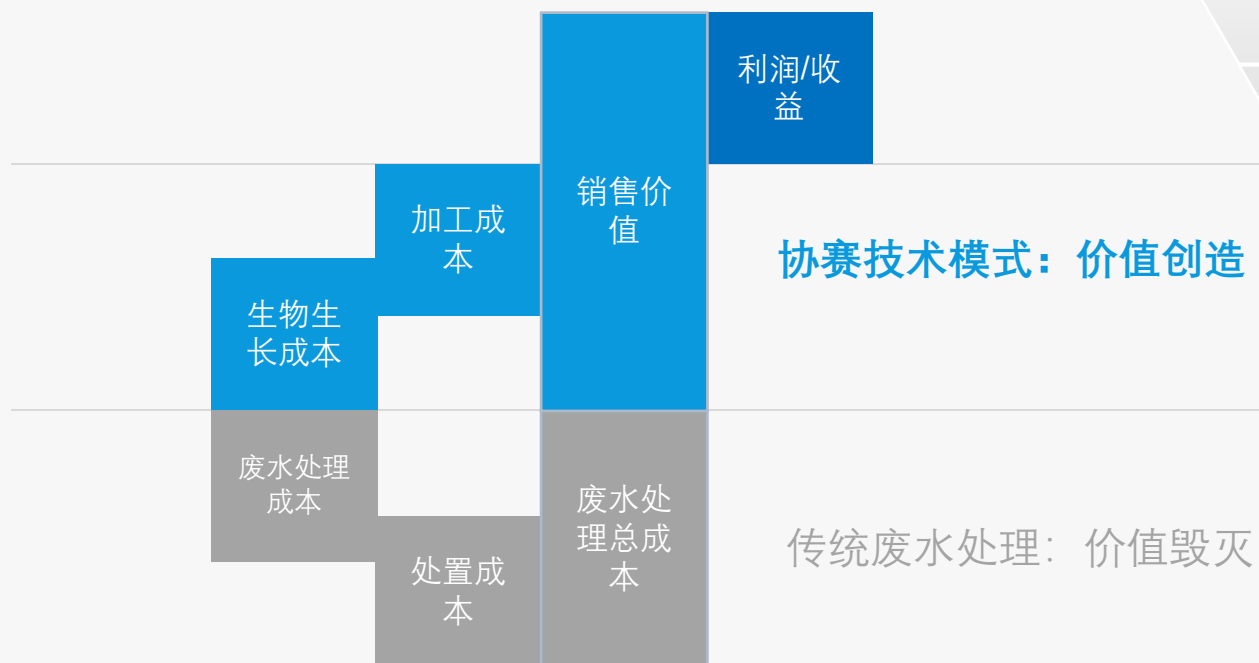 利润/收
益
销售价
值
加工成
本
协赛技术模式：价值创造
生物生
长成本
废水处理
成本
废水处
理总成
本
传统废水处理：价值毁灭
处置成
本